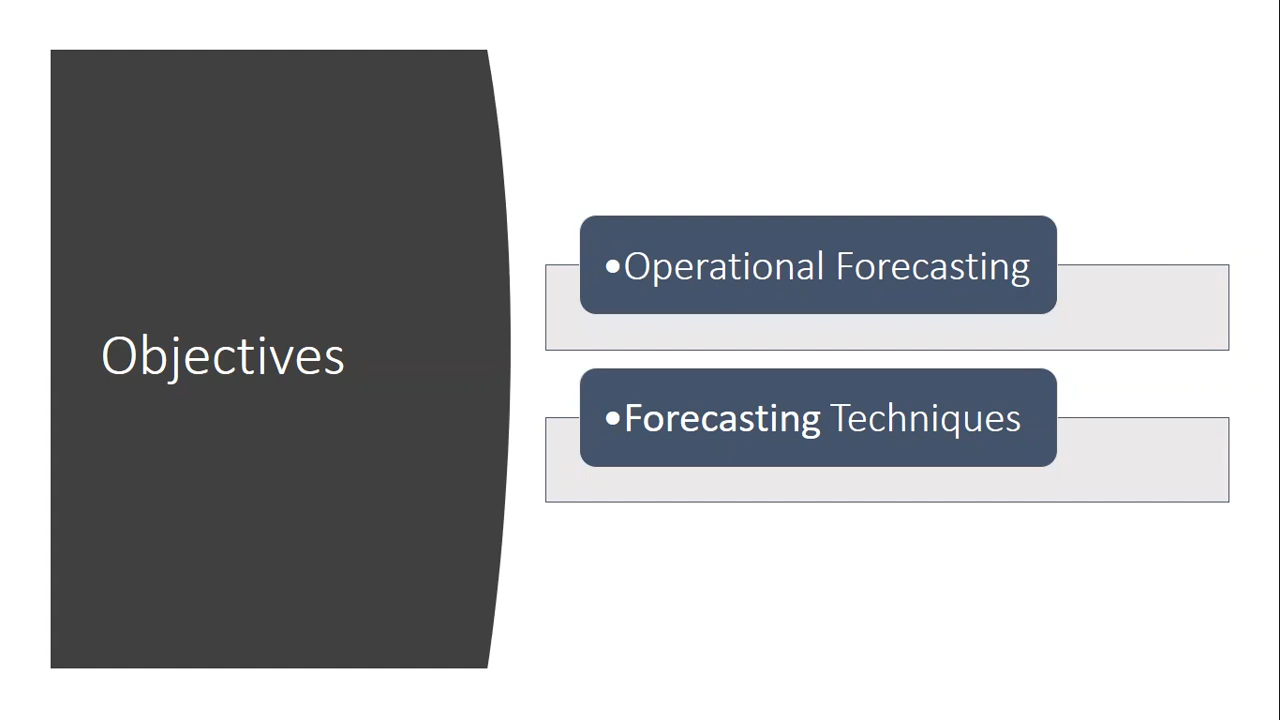 Objectives
•Operational Forecasting
•Forecasting Techniques